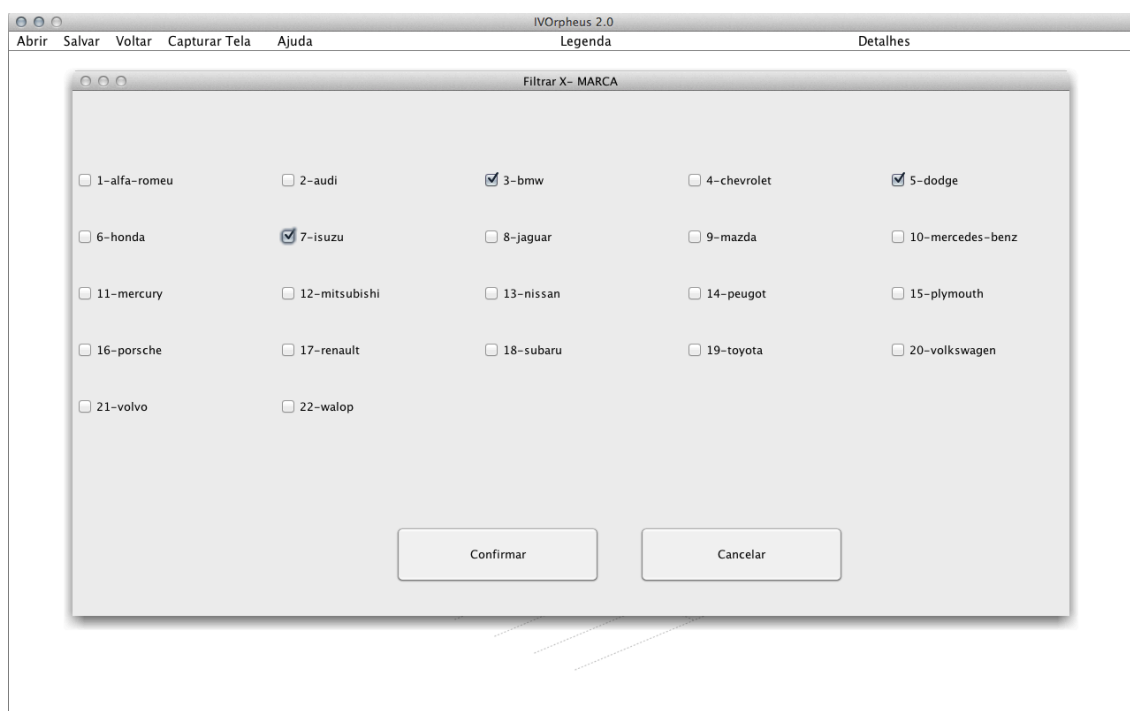 IVOrpheus 2.0
Abrir Salvar Voltar Capturar Tela Ajuda Legenda Detalhes
Filtrar X- MARCA
1-alfa-romeu 2-audi 3-bmw 4-chevrolet 5-dodge
6-honda 7-isuzu 8-jaguar 9-mazda 10-mercedes-benz
11-mercury 12-mitsubishi 13-nissan 14-peugot 15-plymouth
16-porsche 17-renault 18-subaru 19-toyota 20-volkswagen
21-volvo 22-walop
Confirmar Cancelar